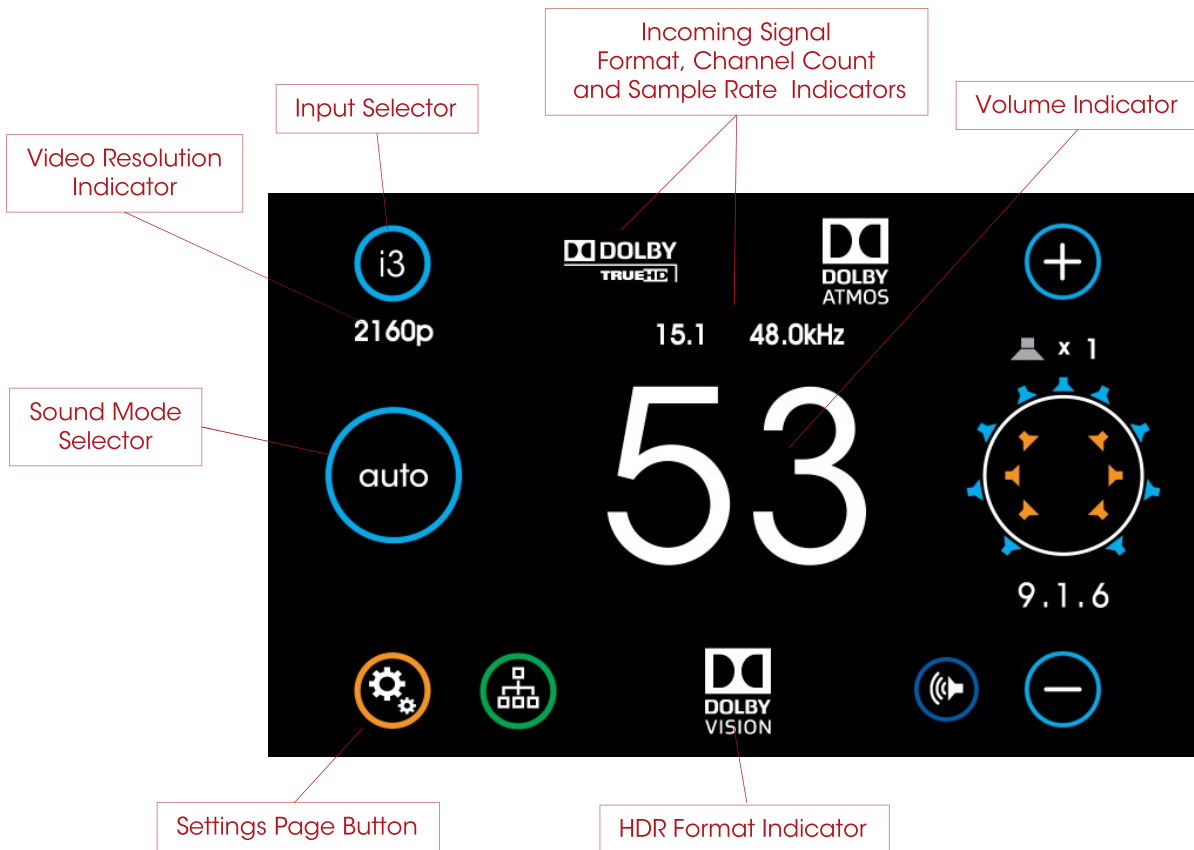 Incoming Signal
Format, Channel Count
and Sample Rate Indicators
Input Selector
Volume Indicator
Video Resolution
Indicator
i3
DOLBY
TRUEHD
DOLBY
ATMOS
2160p
15.1 48.0kHz
x 1
Sound Mode
Selector
auto
53
9.1.6
DOLBY
VISION
Settings Page Button
HDR Format Indicator